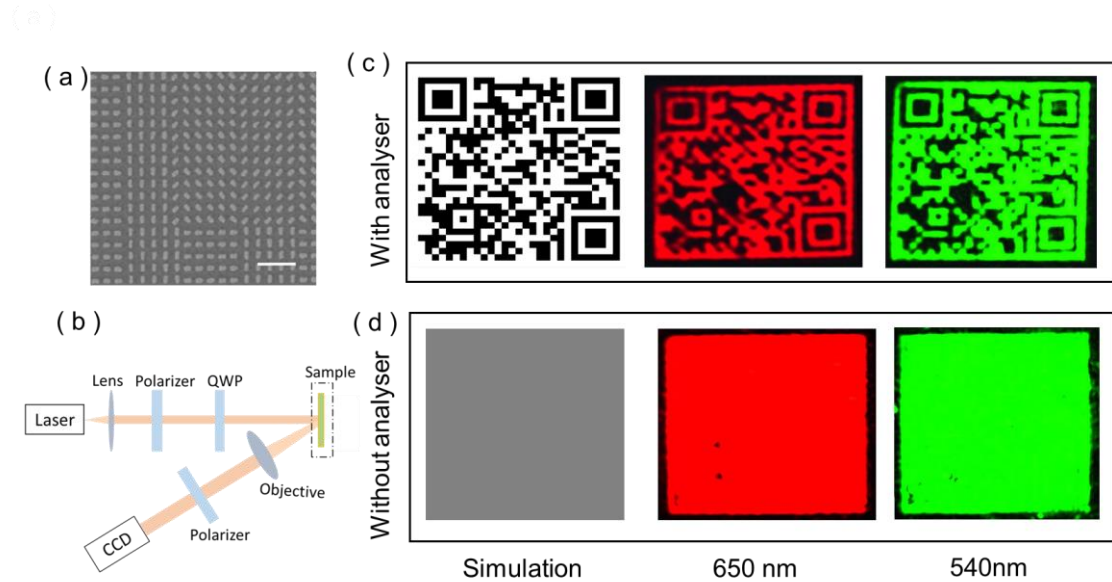 ( a )
( a )
( b )
Lens
Polarizer
QWP
Sample
Laser
Objective
Polarizer
CCD
( c )
With analyser
( d )
Without analyser
Simulation
650 nm
540nm